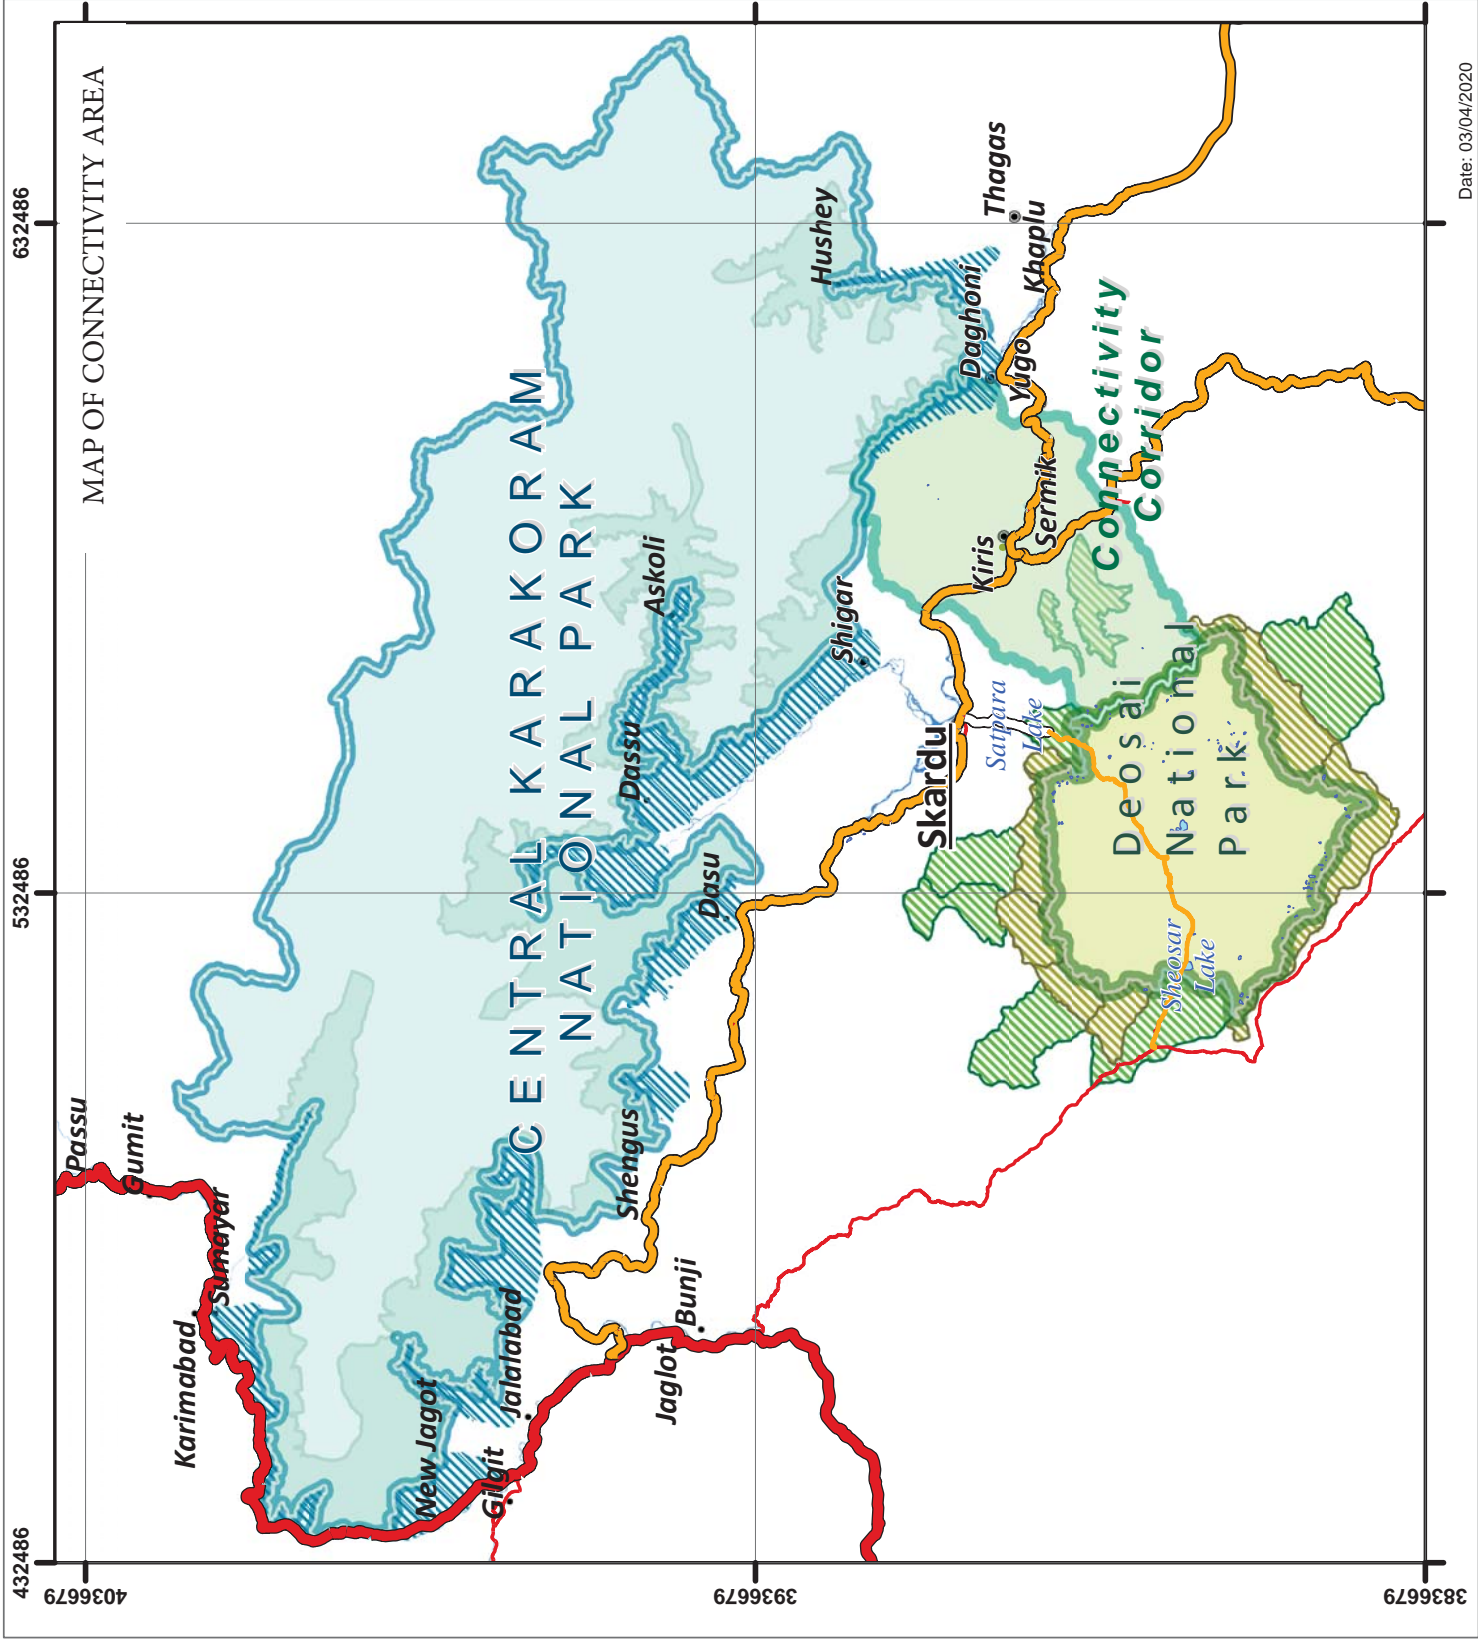 MAP OF CONNECTIVITY AREA
432486
532486
632486
4036679
3936679
3836679
Passu
Gumit
Sumayar
Karimabad
New Jagot
Gilgit
Jalalabad
Jaglot
Bunji
Shengus
CENTRAL KARAKORAM
NATIONAL PARK
Dasu
Dassu
Askoli
Shigar
Hushey
Thagas
Khaplu
Daghoni
Yugo
Kiris
Sermik
Connectivity
Corridor
Skardu
Satpara
Lake
Deosai
National
Park
Sheosar
Lake
Date: 03/04/2020